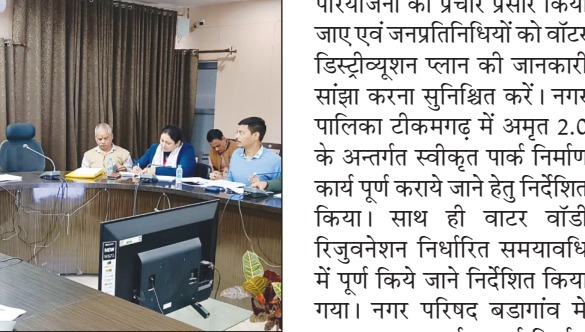 परियोजना का प्रचार प्रसार किया
जाए एवं जनप्रतिनिधियों को वॉटर
डिस्ट्रीव्यूशन प्लान की जानकारी
सांझा करना सुनिश्चित करें। नगर
पालिका टीकमगढ़ में अमृत 2.0
के अन्तर्गत स्वीकृत पार्क निर्माण
कार्य पूर्ण कराये जाने हेतु निर्देशित
किया। साथ ही वाटर वॉडी
रिजुवनेशन निर्धारित समयावधि
में पूर्ण किये जाने निर्देशित किया
गया। नगर परिषद बडागांव में